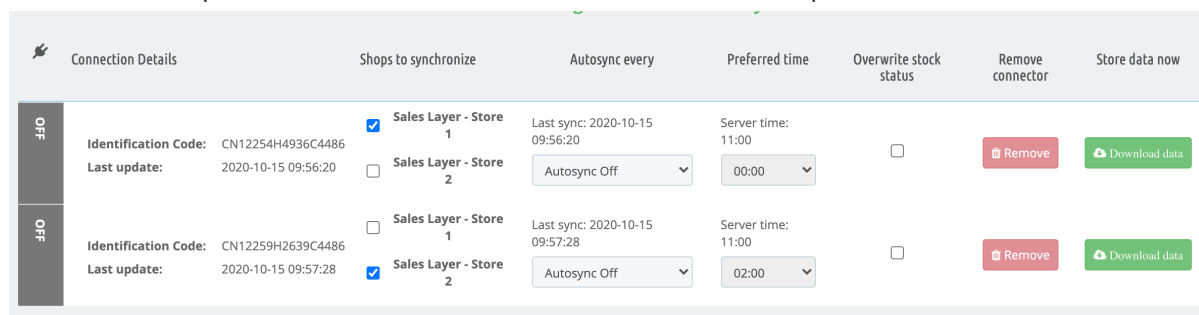 Connection Details
Shops to synchronize
Autosync every
Preferred time
Overwrite stock
status
Remove
connector
Store data now
OFF
Identification Code: CN12254H4936C4486
Last update: 2020-10-15 09:56:20
Sales Layer - Store
1
Sales Layer - Store
2
Last sync: 2020-10-15
09:56:20
Autosync Off
Server time:
11:00
00:00
Remove
Download data
OFF
Identification Code: CN12259H2639C4486
Last update: 2020-10-15 09:57:28
Sales Layer - Store
1
Sales Layer - Store
2
Last sync: 2020-10-15
09:57:28
Autosync Off
Server time:
11:00
02:00
Remove
Download data